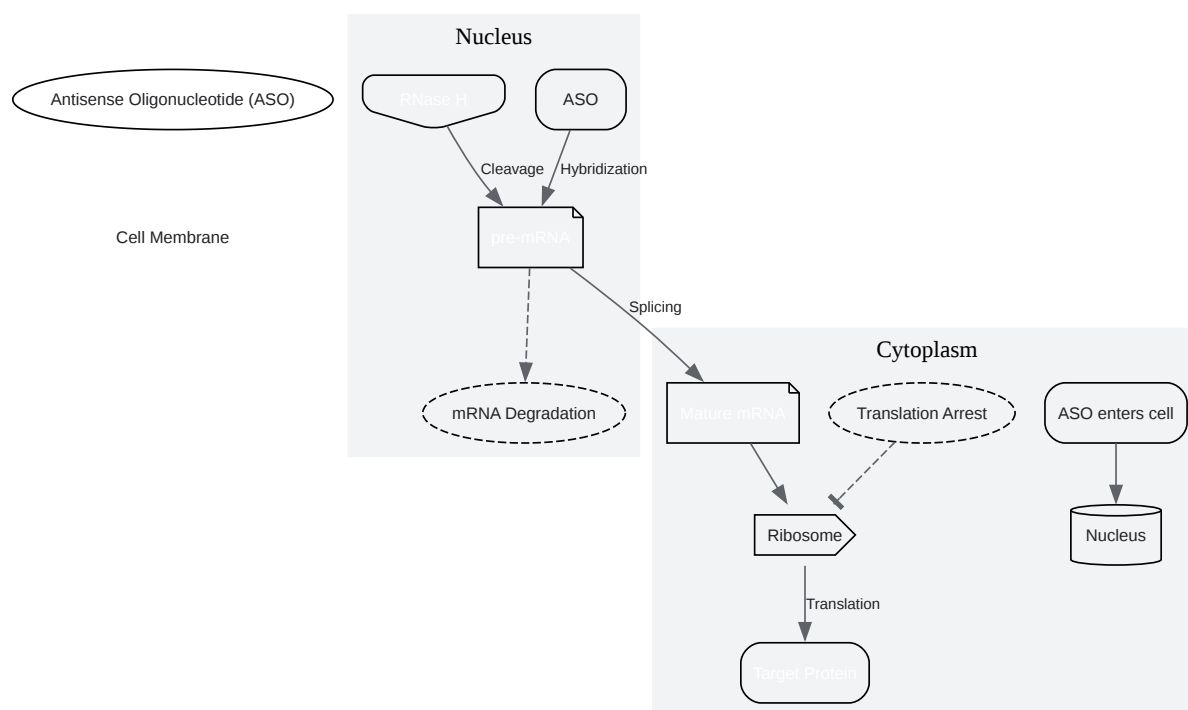 Nucleus
Antisense Oligonucleotide (ASO)
RNase H
ASO
Cleavage
Hybridization
Cell Membrane
pre-mRNA
Splicing
Cytoplasm
mRNA Degradation
Mature mRNA
Translation Arrest
ASO enters cell
Ribosome
Nucleus
Translation
Target Protein